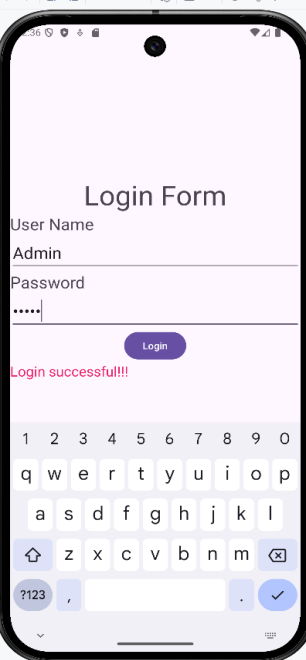 :36
Login Form
User Name
Admin
Password
•••••
Login
Login successful!!!
1 2 3 4 5 6 7 8 9 0
q w e r t y u i o p
a s d f g h j k l
z x c v b n m
?123 , .